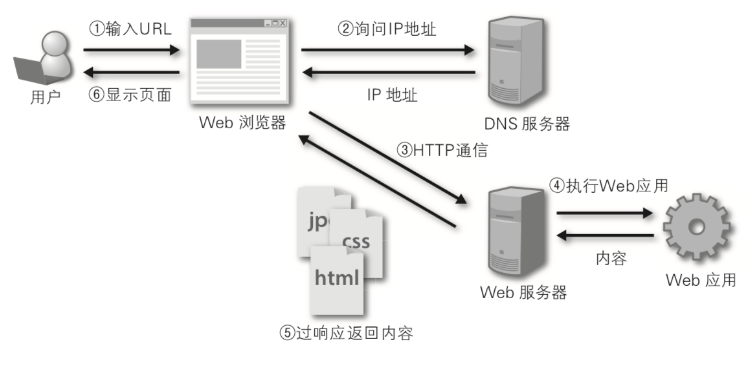 ①输入URL
②询问IP地址
⑥显示页面
IP 地址
用户
Web 浏览器
DNS 服务器
③HTTP通信
④执行Web应用
jp
css
html
内容
Web 服务器
Web 应用
⑤过响应返回内容